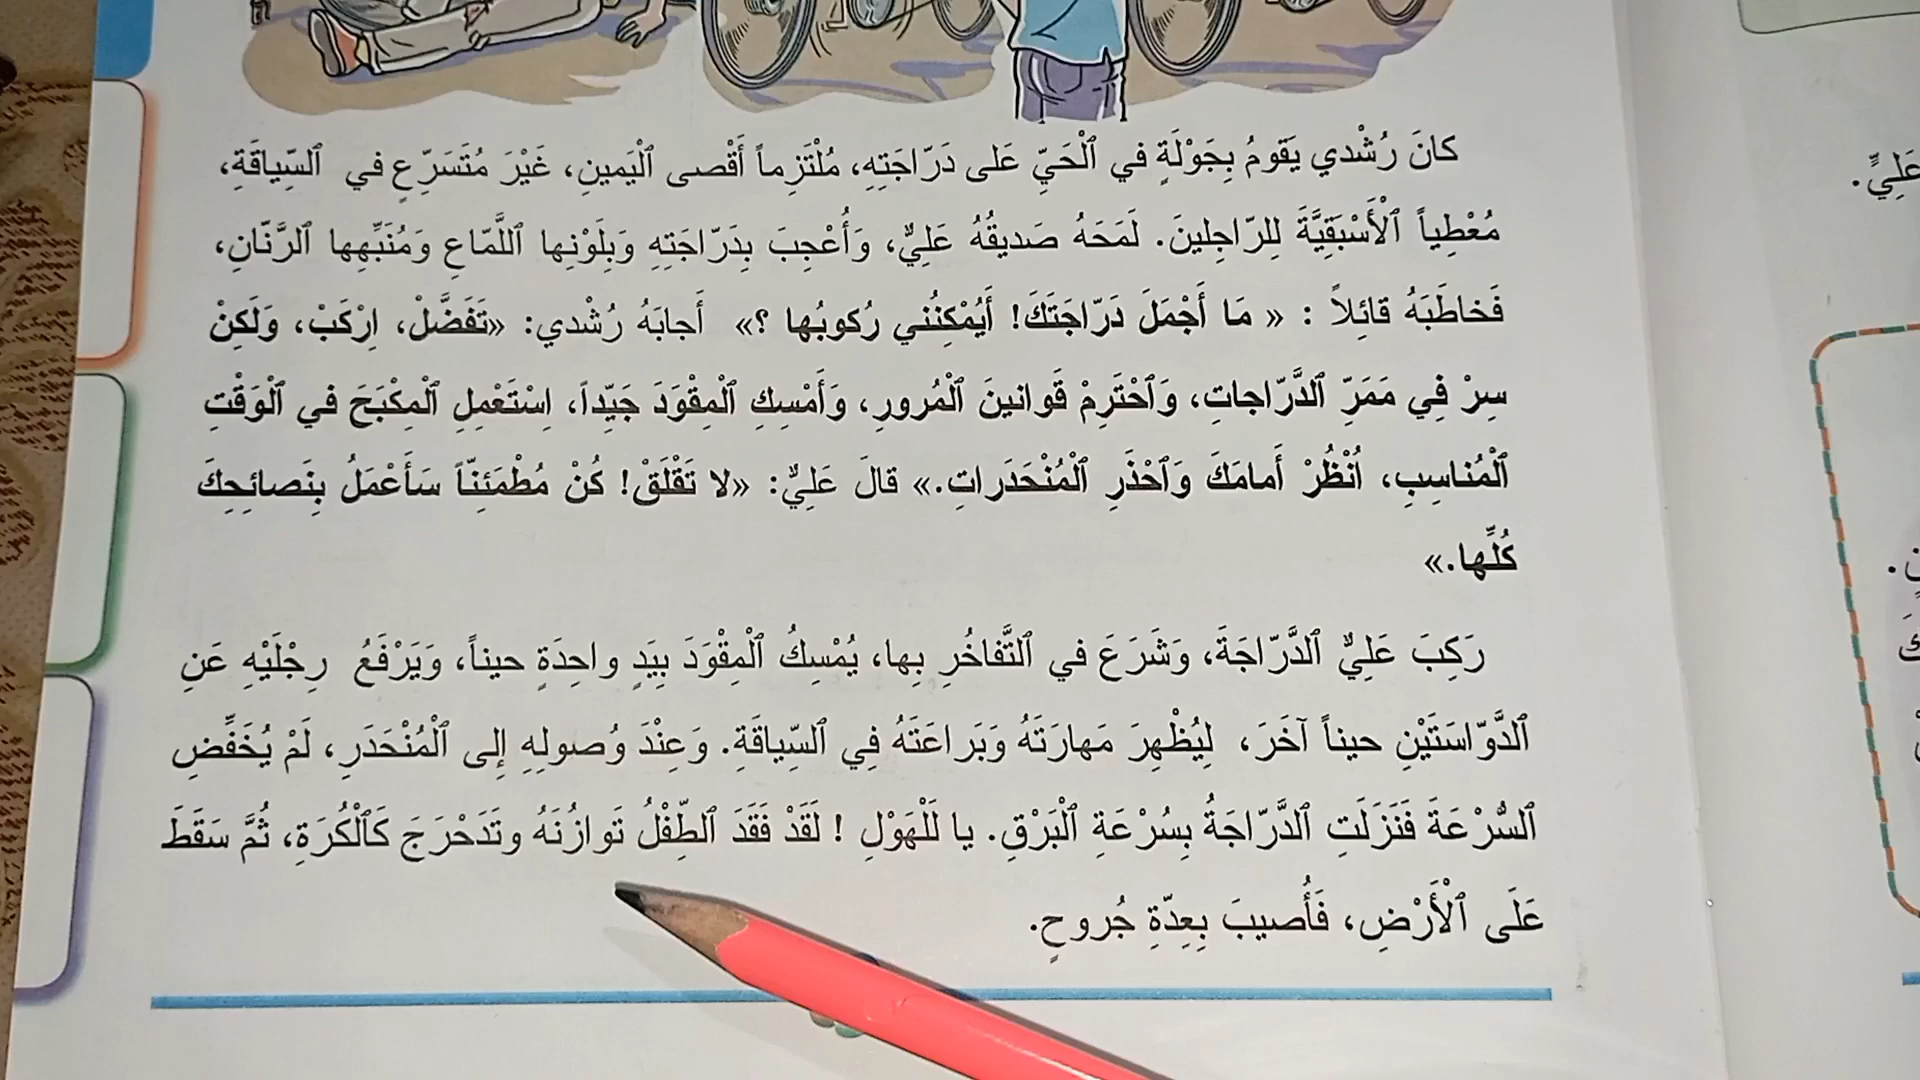 كانَ رُشْدي يَقومُ بِجَوْلَةٍ في ٱلْحَيِّ عَلى دَرّاجَتِهِ، مُلْتَزِماً أَقْصى ٱلْيَمينِ، غَيْرَ مُتَسَرِّعٍ في ٱلسِّياقَةِ،
مُعْطِياً ٱلْأَسْبَقِيَّةَ لِلرّاجِلينَ. لَمَحَهُ صَديقُهُ عَلِيٌّ، وَأُعْجِبَ بِدَرّاجَتِهِ وَبِلَوْنِها ٱللَّمّاعِ وَمُنَبِّهِها ٱلرَّنّانِ،
فَخاطَبَهُ قائِلاً : « مَا أَجْمَلَ دَرّاجَتَكَ! أَيُمْكِنُني رُكوبُها ؟» أَجابَهُ رُشْدي: «تَفَضَّلْ، اِرْكَبْ، وَلَكِنْ
سِرْ فِي مَمَرِّ ٱلدَّرّاجاتِ، وَٱحْتَرِمْ قَوانينَ ٱلْمُرورِ، وَأَمْسِكِ ٱلْمِقْوَدَ جَيِّداً، اِسْتَعْمِلِ ٱلْمِكْبَحَ في ٱلْوَقْتِ
ٱلْمُناسِبِ، اُنْظُرْ أَمامَكَ وَٱحْذَرِ ٱلْمُنْحَدَراتِ.» قالَ عَلِيٌّ: «لا تَقْلَقْ! كُنْ مُطْمَئِنّاً سَأَعْمَلُ بِنَصائِحِكَ
كُلِّها.»
رَكِبَ عَلِيٌّ ٱلدَّرّاجَةَ، وَشَرَعَ في ٱلتَّفاخُرِ بِها، يُمْسِكُ ٱلْمِقْوَدَ بِيَدٍ واحِدَةٍ حيناً، وَيَرْفَعُ رِجْلَيْهِ عَنِ
ٱلدَّوّاسَتَيْنِ حيناً آخَرَ، لِيُظْهِرَ مَهارَتَهُ وَبَراعَتَهُ فِي ٱلسِّياقَةِ. وَعِنْدَ وُصولِهِ إِلى ٱلْمُنْحَدَرِ، لَمْ يُخَفِّضِ
ٱلسُّرْعَةَ فَنَزَلَتِ ٱلدَّرّاجَةُ بِسُرْعَةِ ٱلْبَرْقِ. يا لَلْهَوْلِ ! لَقَدْ فَقَدَ ٱلطِّفْلُ تَوازُنَهُ وتَدَحْرَجَ كَٱلْكُرَةِ، ثُمَّ سَقَطَ
عَلَى ٱلْأَرْضِ، فَأُصيبَ بِعِدّةِ جُروحٍ.
عَلِيٍّ.